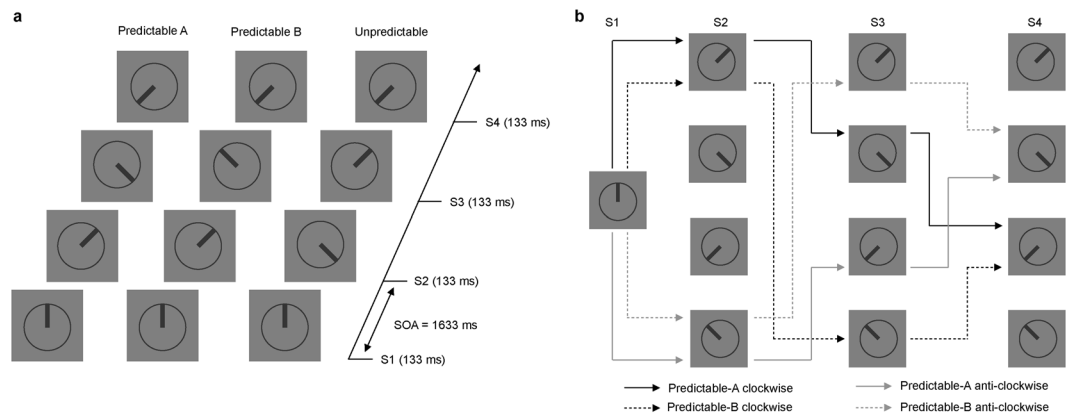 a
Predictable A
Predictable B
Unpredictable
S4 (133 ms)
S3 (133 ms)
S2 (133 ms)
SOA = 1633 ms
S1 (133 ms)
b
S1
S2
S3
S4
Predictable-A clockwise
Predictable-A anti-clockwise
Predictable-B clockwise
Predictable-B anti-clockwise